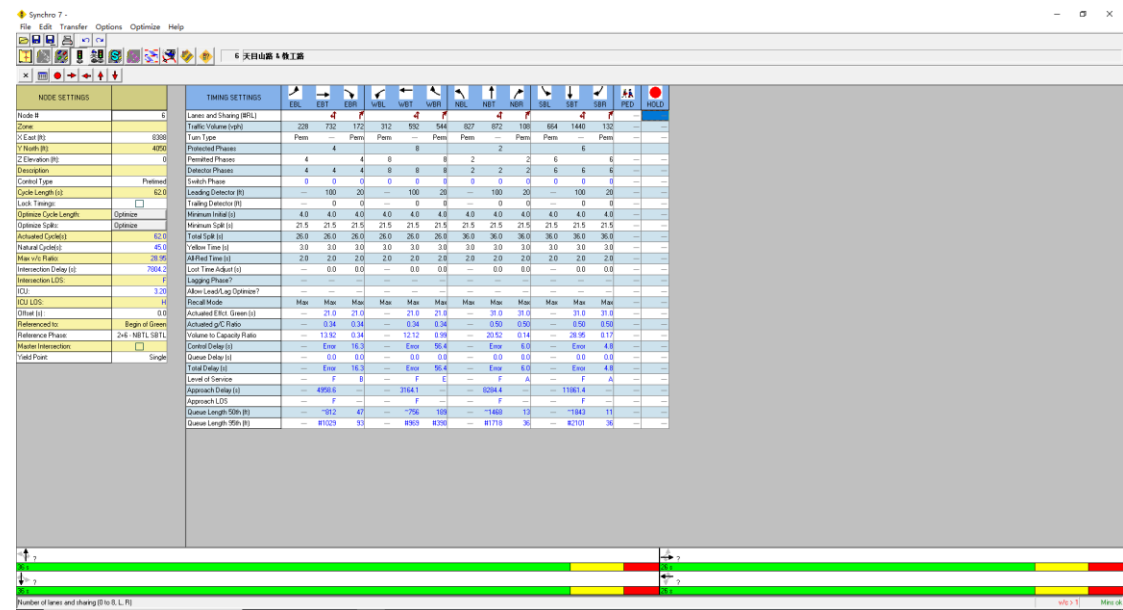 Synchro 7 -
File Edit Transfer Options Optimize Help
6 天目山路 & 教工路
NODE SETTINGS
Node # 6
Zone:
X East (ft): 8388
Y North (ft): 4050
Z Elevation (ft): 0
Description
Control Type Pretimed
Cycle Length (s): 62.0
Lock Timings:
Optimize Cycle Length: Optimize
Optimize Splits: Optimize
Actuated Cycle(s) 62.0
Natural Cycle(s): 45.0
Max v/c Ratio: 28.95
Intersection Delay (s): 7804.2
Intersection LOS: F
ICU: 3.20
ICU LOS: H
Offset (s) : 0.0
Referenced to: Begin of Green
Reference Phase: 2+6 - NBTL SBTL
Master Intersection:
Yield Point: Single
TIMING SETTINGS EBL EBT EBR WBL WBT WBR NBL NBT NBR SBL SBT SBR PED HOLD
Lanes and Sharing (#RL) — —
Traffic Volume (vph) 228 732 172 312 592 544 827 872 108 664 1440 132 — —
Turn Type Perm — Perm Perm — Perm Perm — Perm Perm — Perm — —
Protected Phases 4 8 2 6 — —
Permitted Phases 4 4 8 8 2 2 6 6 — —
Detector Phases 4 4 4 8 8 8 2 2 2 6 6 6 — —
Switch Phase 0 0 0 0 0 0 0 0 0 0 0 0 — —
Leading Detector (ft) — 100 20 — 100 20 — 100 20 — 100 20 — —
Trailing Detector (ft) — 0 0 — 0 0 — 0 0 — 0 0 — —
Minimum Initial (s) 4.0 4.0 4.0 4.0 4.0 4.0 4.0 4.0 4.0 4.0 4.0 4.0 — —
Minimum Split (s) 21.5 21.5 21.5 21.5 21.5 21.5 21.5 21.5 21.5 21.5 21.5 21.5 — —
Total Split (s) 26.0 26.0 26.0 26.0 26.0 26.0 36.0 36.0 36.0 36.0 36.0 36.0 — —
Yellow Time (s) 3.0 3.0 3.0 3.0 3.0 3.0 3.0 3.0 3.0 3.0 3.0 3.0 — —
All-Red Time (s) 2.0 2.0 2.0 2.0 2.0 2.0 2.0 2.0 2.0 2.0 2.0 2.0 — —
Lost Time Adjust (s) — 0.0 0.0 — 0.0 0.0 — 0.0 0.0 — 0.0 0.0 — —
Lagging Phase? — — — — — — — — — — — — — —
Allow Lead/Lag Optimize? — — — — — — — — — — — — — —
Recall Mode Max Max Max Max Max Max Max Max Max Max Max Max — —
Actuated Effct. Green (s) — 21.0 21.0 — 21.0 21.0 — 31.0 31.0 — 31.0 31.0 — —
Actuated g/C Ratio — 0.34 0.34 — 0.34 0.34 — 0.50 0.50 — 0.50 0.50 — —
Volume to Capacity Ratio — 13.92 0.34 — 12.12 0.99 — 20.52 0.14 — 28.95 0.17 — —
Control Delay (s) — Error 16.3 — Error 56.4 — Error 6.0 — Error 4.8 — —
Queue Delay (s) — 0.0 0.0 — 0.0 0.0 — 0.0 0.0 — 0.0 0.0 — —
Total Delay (s) — Error 16.3 — Error 56.4 — Error 6.0 — Error 4.8 — —
Level of Service — F B — F E — F A — F A — —
Approach Delay (s) — 4958.6 — — 3164.1 — — 8284.4 — — 11861.4 — — —
Approach LOS — F — — F — — F — — F — — —
Queue Length 50th (ft) — ~812 47 — ~756 189 — ~1468 13 — ~1843 11 — —
Queue Length 95th (ft) — #1029 93 — #969 #390 — #1718 36 — #2101 36 — —
? ?
36 s 26 s
? ?
36 s 26 s
Number of lanes and sharing (0 to 8, L, R) v/c > 1 Mins ok